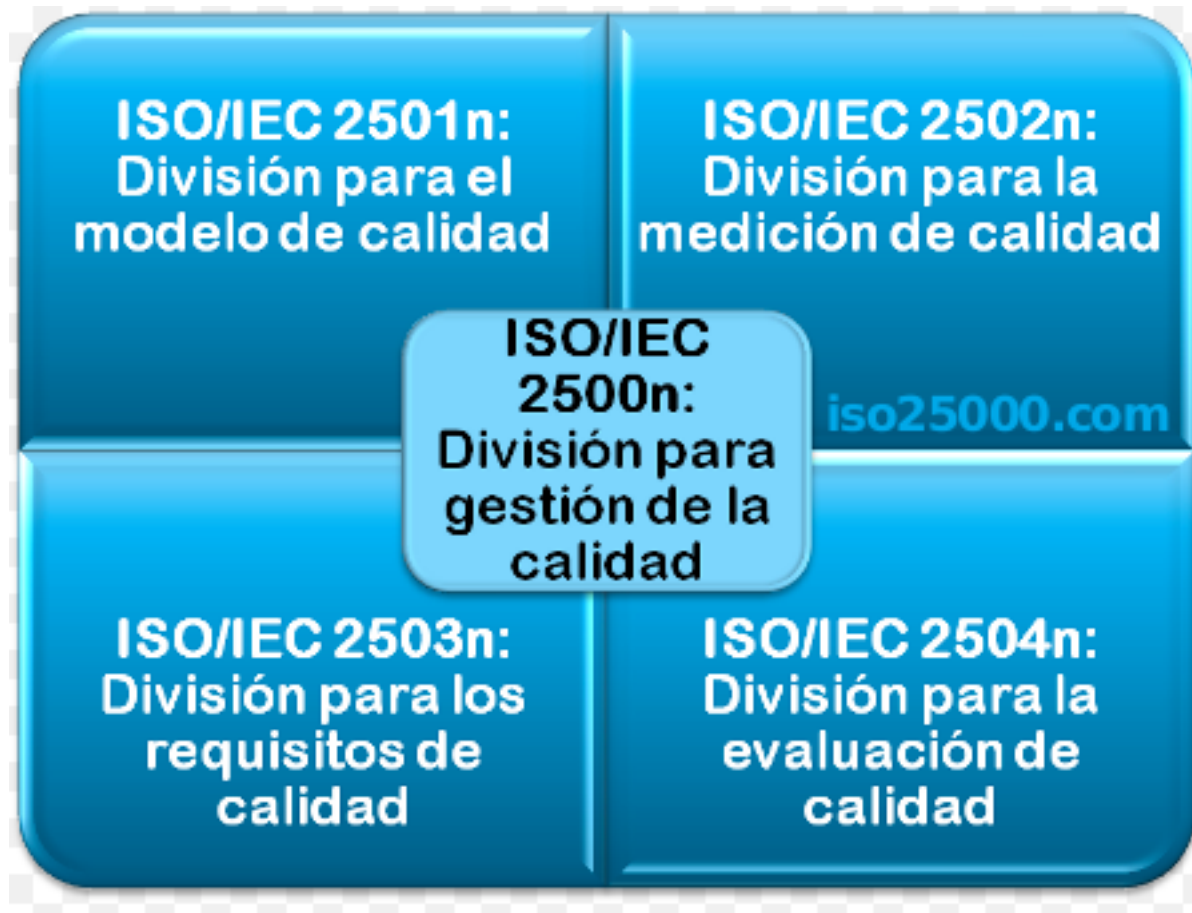 ISO/IEC 2501n:
División para el
modelo de calidad
ISO/IEC 2502n:
División para la
medición de calidad
ISO/IEC
2500n:
División para
gestión de la
calidad
iso25000.com
ISO/IEC 2503n:
División para los
requisitos de
calidad
ISO/IEC 2504n:
División para la
evaluación de
calidad